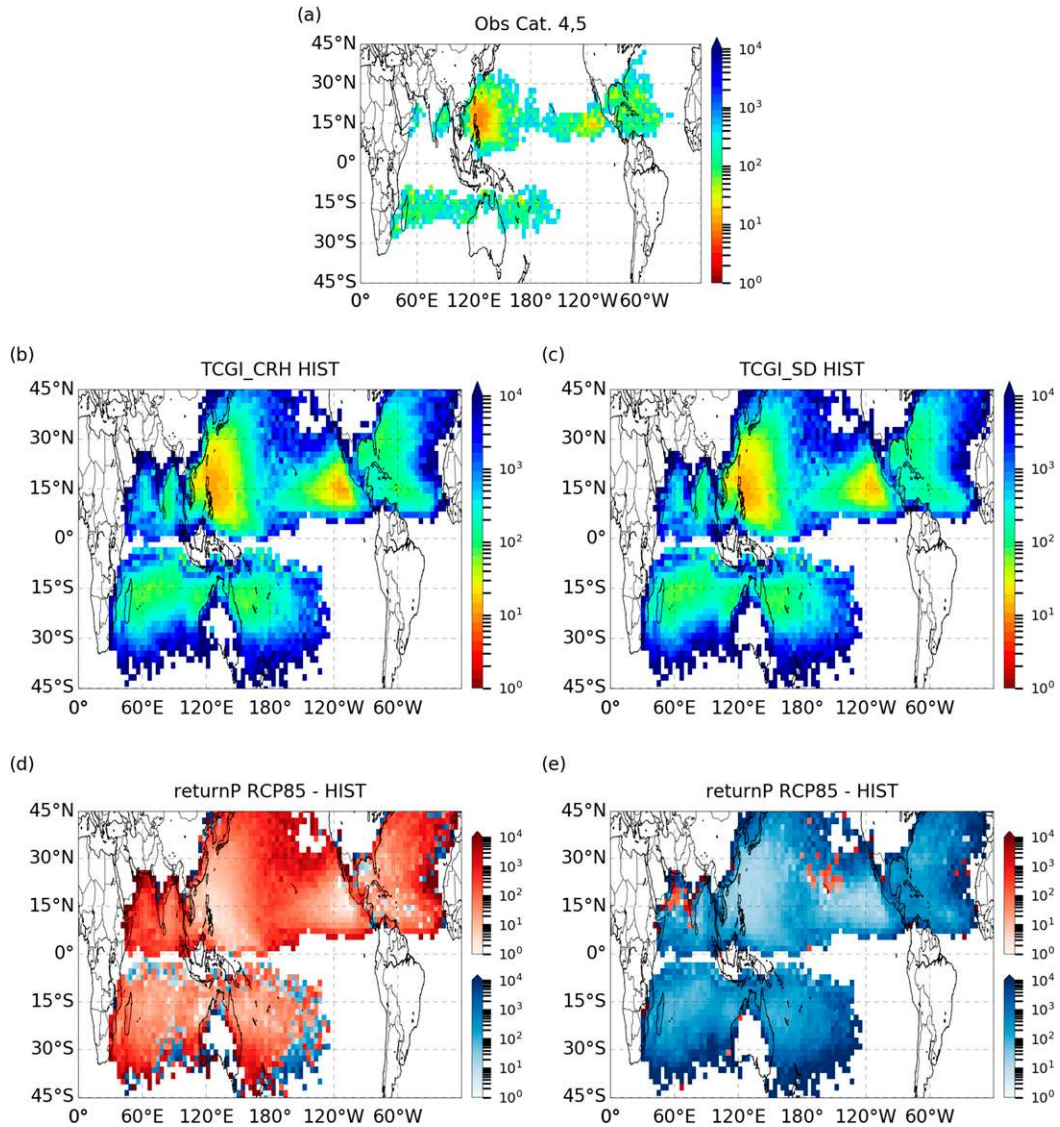 (a)
Obs Cat. 4,5
45°N
30°N
15°N
0°
15°S
30°S
45°S
0° 60°E 120°E 180° 120°W 60°W
10⁴
10³
10²
10¹
10⁰
(b)
TCGI_CRH HIST
45°N
30°N
15°N
0°
15°S
30°S
45°S
0° 60°E 120°E 180° 120°W 60°W
10⁴
10³
10²
10¹
10⁰
(c)
TCGI_SD HIST
45°N
30°N
15°N
0°
15°S
30°S
45°S
0° 60°E 120°E 180° 120°W 60°W
10⁴
10³
10²
10¹
10⁰
(d)
returnP RCP85 - HIST
45°N
30°N
15°N
0°
15°S
30°S
45°S
0° 60°E 120°E 180° 120°W 60°W
10⁴
10³
10²
10¹
10⁰
10⁴
10³
10²
10¹
10⁰
(e)
returnP RCP85 - HIST
45°N
30°N
15°N
0°
15°S
30°S
45°S
0° 60°E 120°E 180° 120°W 60°W
10⁴
10³
10²
10¹
10⁰
10⁴
10³
10²
10¹
10⁰